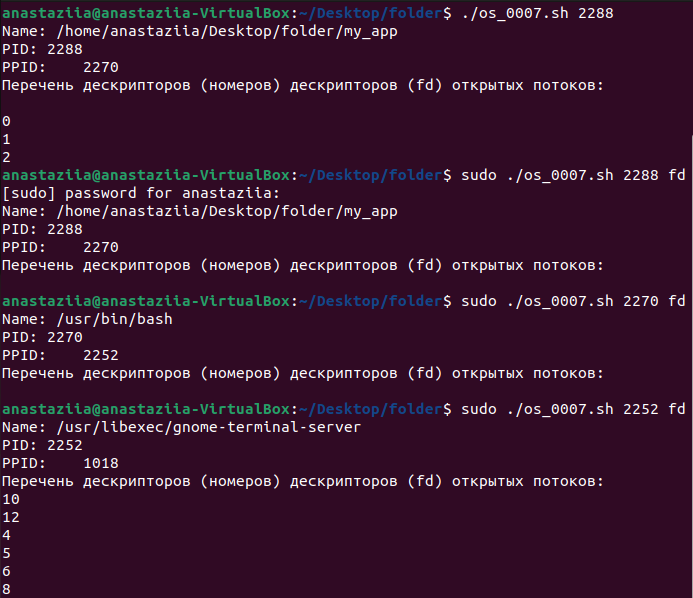 anastaziia@anastaziia-VirtualBox:~/Desktop/folder$ ./os_0007.sh 2288
Name: /home/anastaziia/Desktop/folder/my_app
PID: 2288
PPID:    2270
Перечень дескрипторов (номеров) дескрипторов (fd) открытых потоков:

0
1
2
anastaziia@anastaziia-VirtualBox:~/Desktop/folder$ sudo ./os_0007.sh 2288 fd
[sudo] password for anastaziia:
Name: /home/anastaziia/Desktop/folder/my_app
PID: 2288
PPID:    2270
Перечень дескрипторов (номеров) дескрипторов (fd) открытых потоков:

anastaziia@anastaziia-VirtualBox:~/Desktop/folder$ sudo ./os_0007.sh 2270 fd
Name: /usr/bin/bash
PID: 2270
PPID:    2252
Перечень дескрипторов (номеров) дескрипторов (fd) открытых потоков:

anastaziia@anastaziia-VirtualBox:~/Desktop/folder$ sudo ./os_0007.sh 2252 fd
Name: /usr/libexec/gnome-terminal-server
PID: 2252
PPID:    1018
Перечень дескрипторов (номеров) дескрипторов (fd) открытых потоков:
10
12
4
5
6
8